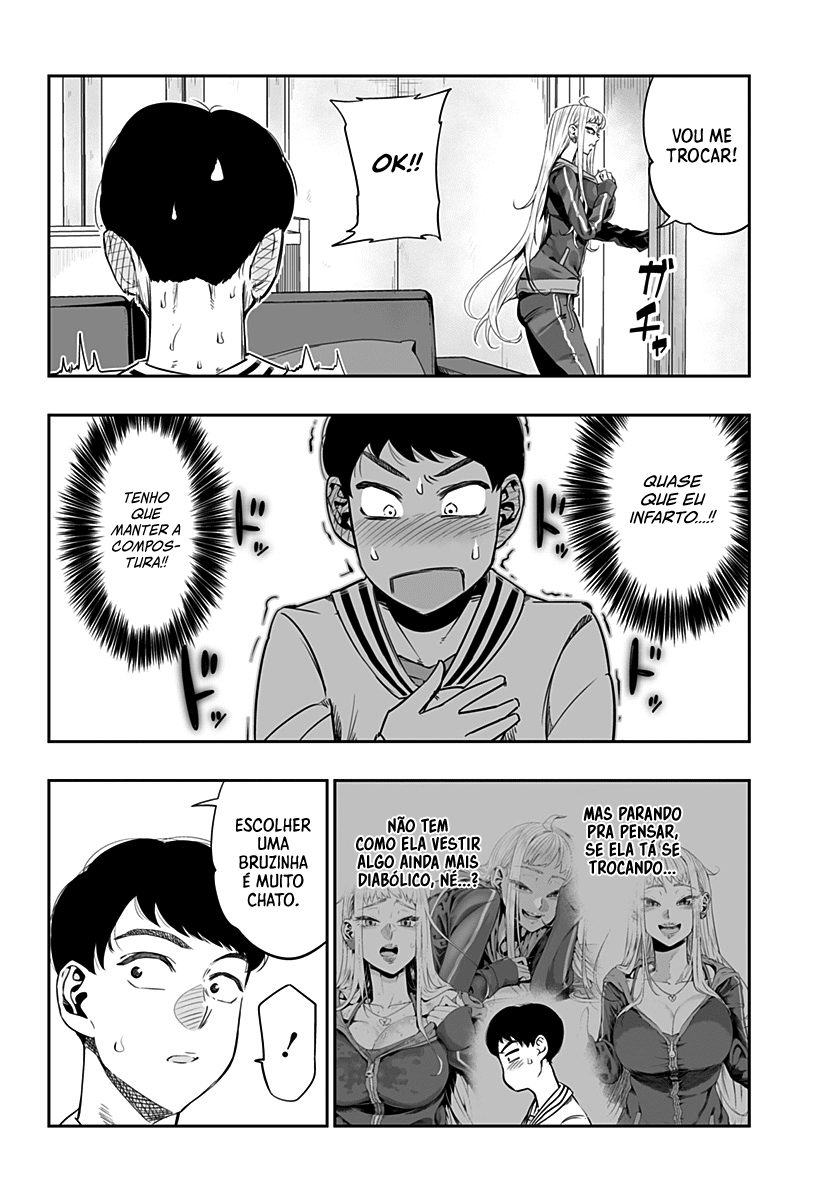 VOU ME
TROCAR!
OK!!
ガチャ
QUASE
QUE EU
INFARTO...!!
ドッ
ドッ
TENHO
QUE
MANTER A
COMPOS-
TURA!!
ドッ
ドッ
MAS PARANDO
PRA PENSAR,
SE ELA TÁ SE
TROCANDO...
NÃO TEM
COMO ELA VESTIR
ALGO AINDA MAIS
DIABÓLICO, NÉ...?
ESCOLHER
UMA
BRUZINHA
É MUITO
CHATO.
!